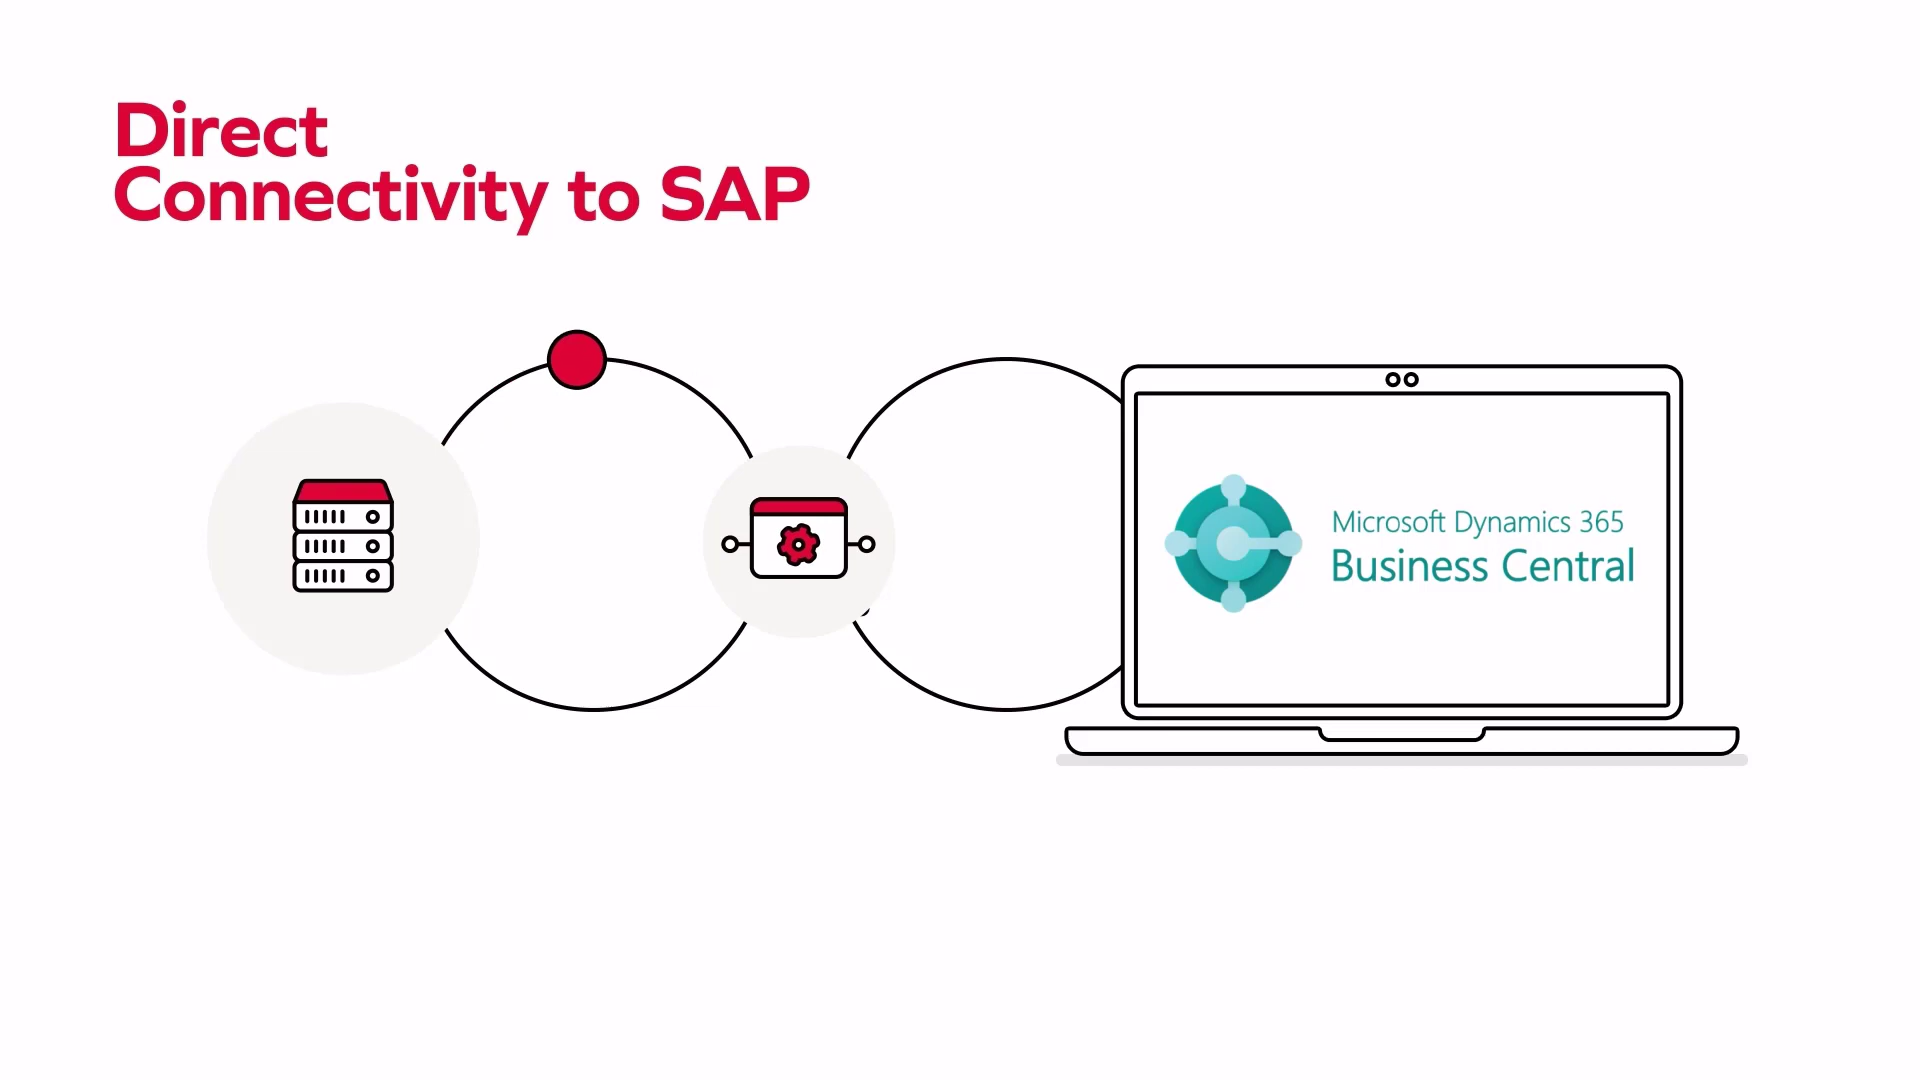 Direct
Connectivity to SAP
Microsoft Dynamics 365
Business Central